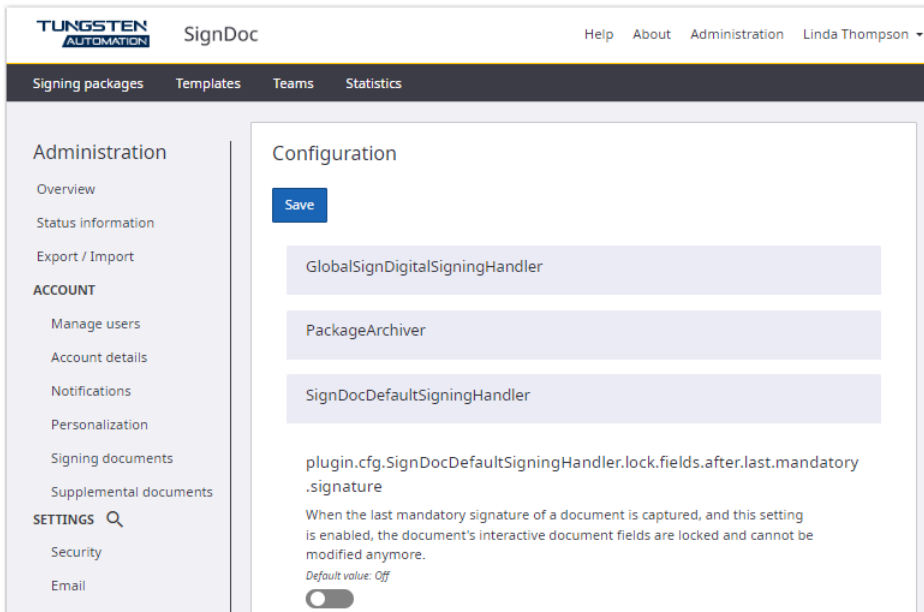 TUNGSTEN
AUTOMATION
SignDoc
Help About Administration Linda Thompson
Signing packages Templates Teams Statistics
Administration
Overview
Status information
Export / Import
ACCOUNT
Manage users
Account details
Notifications
Personalization
Signing documents
Supplemental documents
SETTINGS
Security
Email
Configuration
Save
GlobalSignDigitalSigningHandler
PackageArchiver
SignDocDefaultSigningHandler
plugin.cfg.SignDocDefaultSigningHandler.lock.fields.after.last.mandatory
.signature
When the last mandatory signature of a document is captured, and this setting
is enabled, the document's interactive document fields are locked and cannot be
modified anymore.
Default value: Off